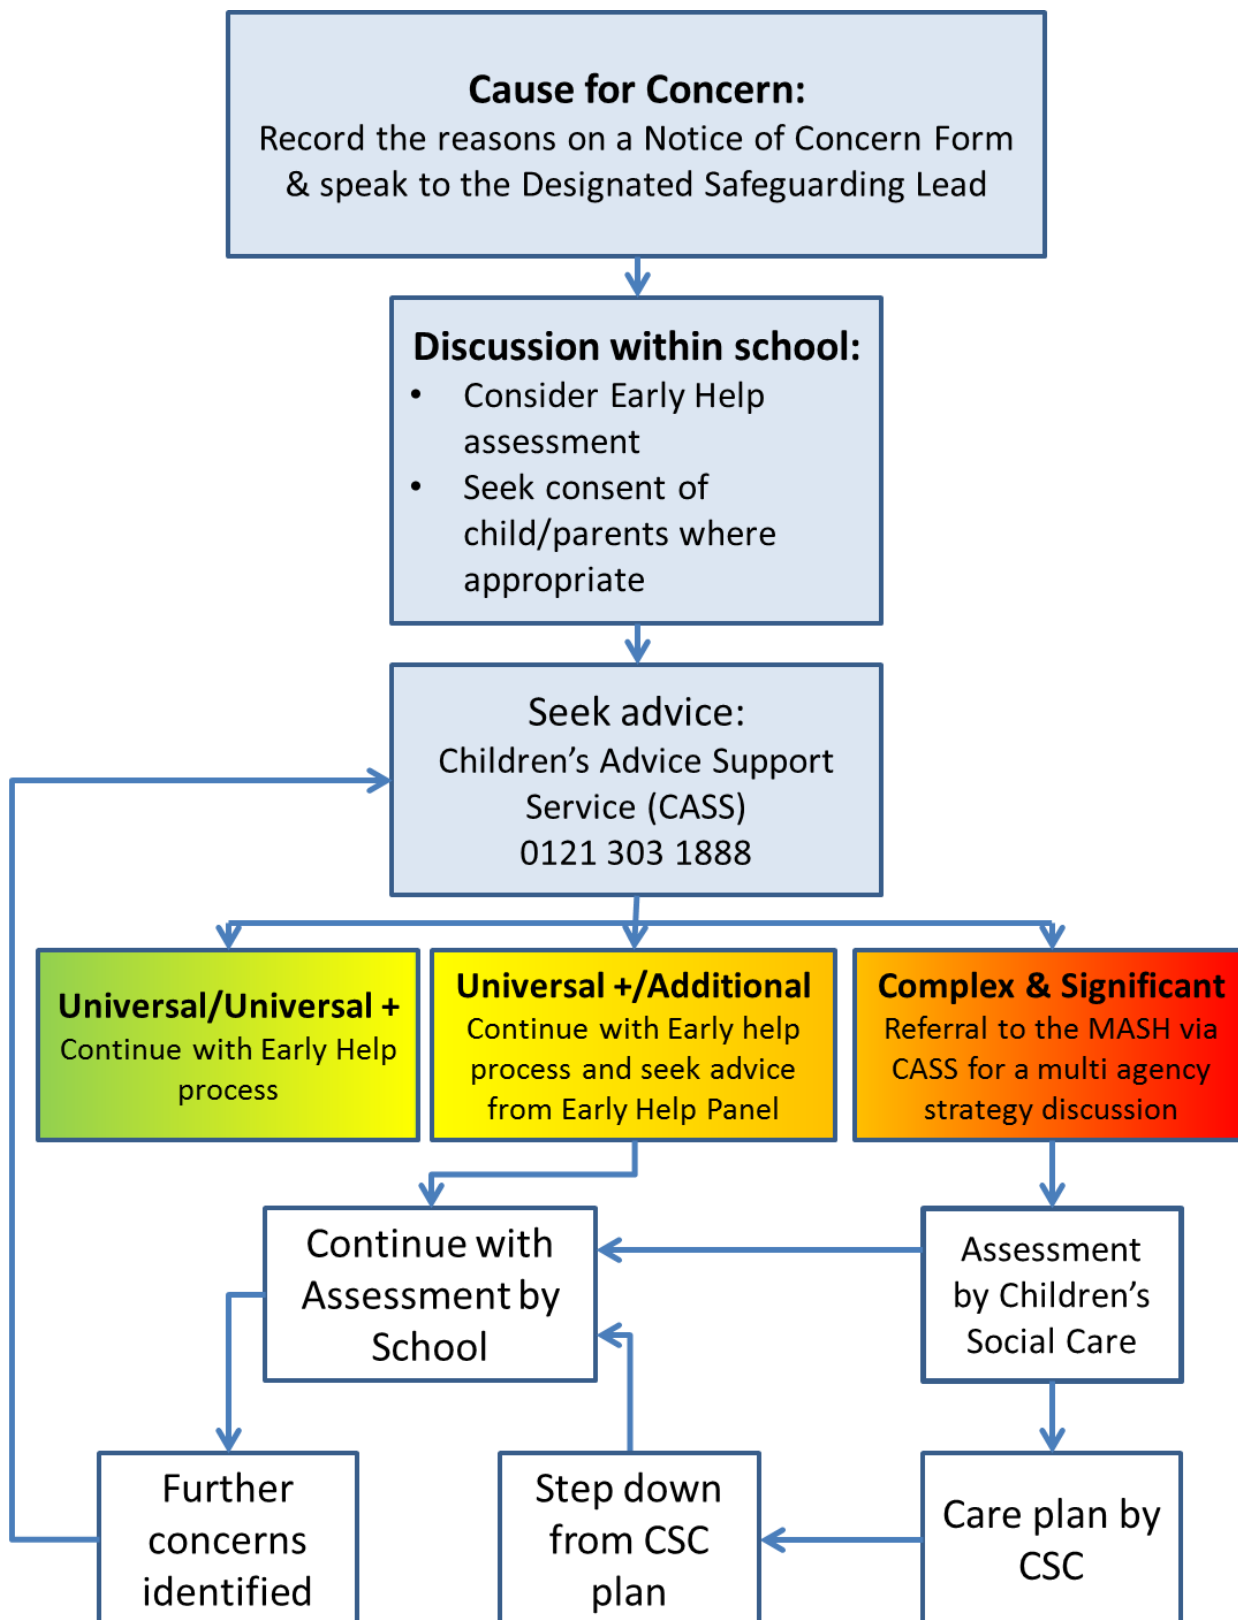 Cause for Concern:
Record the reasons on a Notice of Concern Form
& speak to the Designated Safeguarding Lead
Discussion within school:
• Consider Early Help
assessment
• Seek consent of
child/parents where
appropriate
Seek advice:
Children’s Advice Support
Service (CASS)
0121 303 1888
Universal/Universal +
Continue with Early Help
process
Universal +/Additional
Continue with Early help
process and seek advice
from Early Help Panel
Complex & Significant
Referral to the MASH via
CASS for a multi agency
strategy discussion
Continue with
Assessment by
School
Assessment
by Children’s
Social Care
Further
concerns
identified
Step down
from CSC
plan
Care plan by
CSC